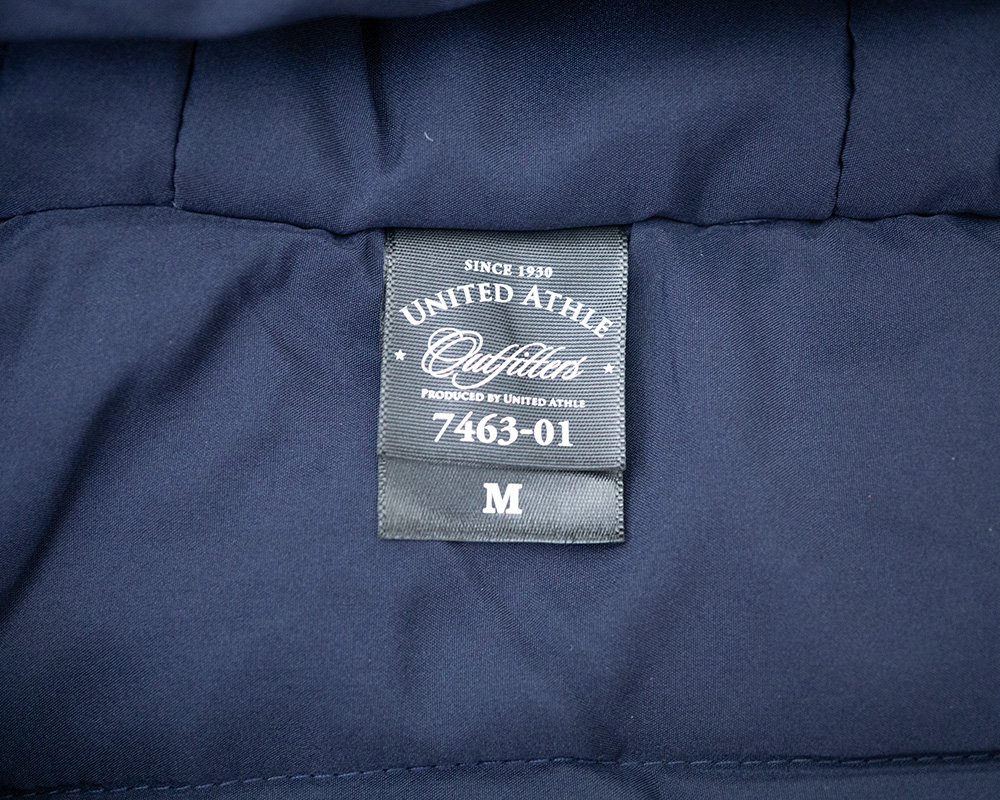 SINCE 1930
UNITED ATHLE
Outfitters
PRODUCED BY UNITED ATHLE
7463-01
M